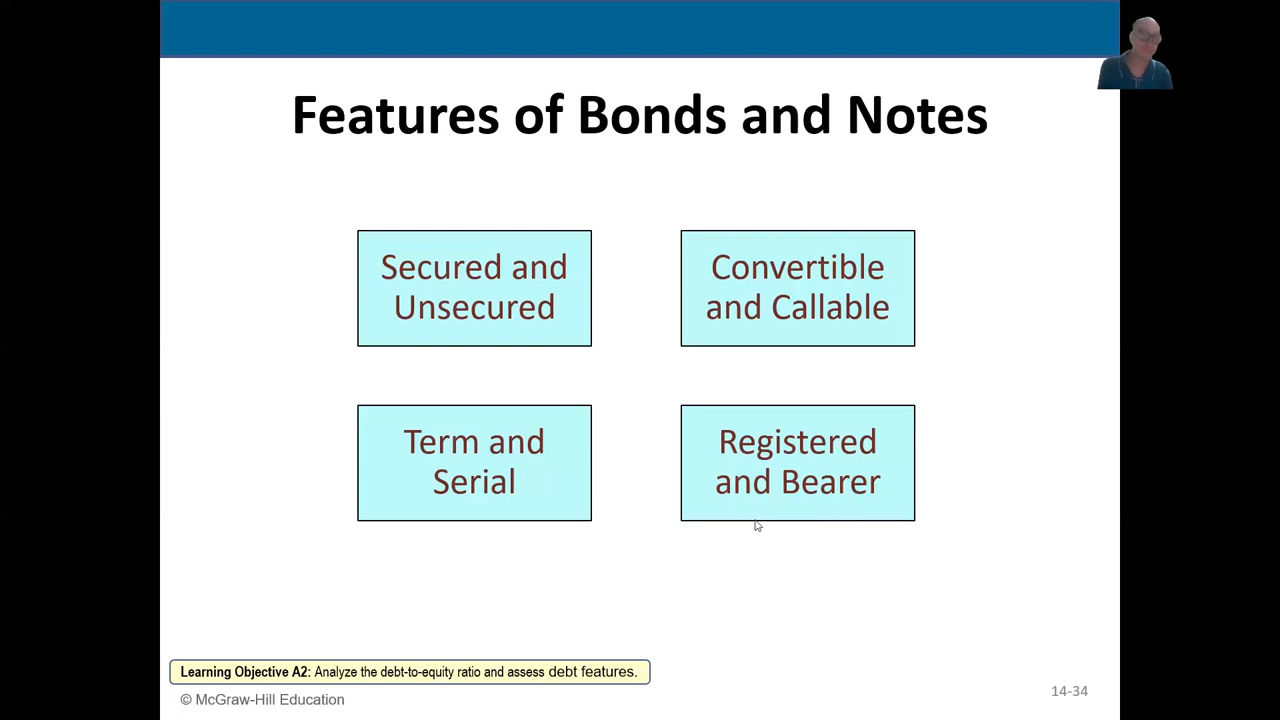 Features of Bonds and Notes
Secured and
Unsecured
Convertible
and Callable
Term and
Serial
Registered
and Bearer
Learning Objective A2: Analyze the debt-to-equity ratio and assess debt features.
© McGraw-Hill Education
14-34